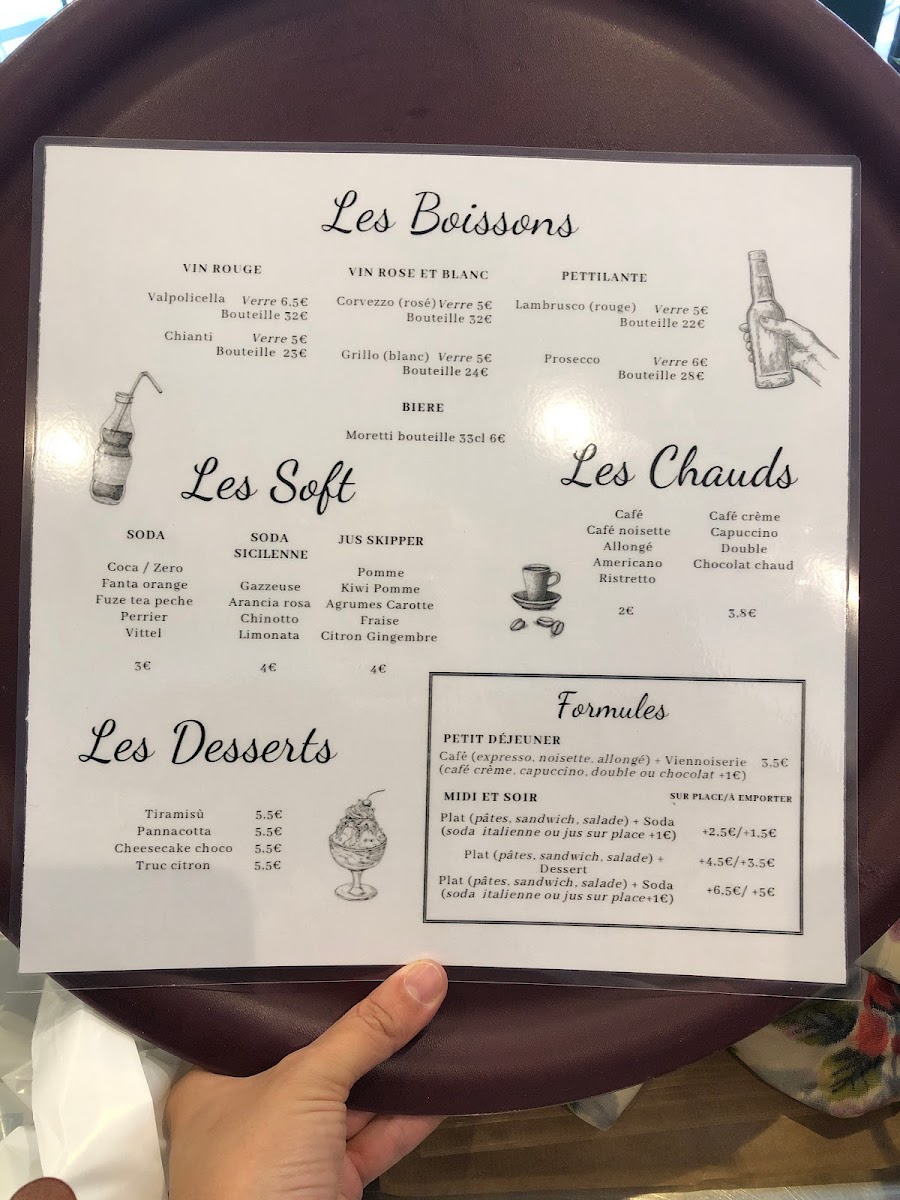 Les Boissons
VIN ROUGE
Valpolicella Verre 6.5€
Bouteille 32€
Chianti Verre 5€
Bouteille 23€
VIN ROSE ET BLANC
Corvezzo (rosé) Verre 5€
Bouteille 32€
Grillo (blanc) Verre 5€
Bouteille 24€
PETTILANTE
Lambrusco (rouge) Verre 5€
Bouteille 22€
Prosecco Verre 6€
Bouteille 28€
BIERE
Moretti bouteille 33cl 6€
Les Soft
SODA
Coca / Zero
Fanta orange
Fuze tea peche
Perrier
Vittel
3€
SODA
SICILENNE
Gazzeuse
Arancia rosa
Chinotto
Limonata
4€
JUS SKIPPER
Pomme
Kiwi Pomme
Agrumes Carotte
Fraise
Citron Gingembre
4€
Les Chauds
Café
Café noisette
Allongé
Americano
Ristretto
2€
Café crème
Capuccino
Double
Chocolat chaud
3.8€
Les Desserts
Tiramisù 5.5€
Pannacotta 5.5€
Cheesecake choco 5.5€
Truc citron 5.5€
Formules
PETIT DÉJEUNER
Café (expresso, noisette, allongé) + Viennoiserie 3.5€
(café crème, capuccino, double ou chocolat +1€)
MIDI ET SOIR SUR PLACE/À EMPORTER
Plat (pâtes, sandwich, salade) + Soda
(soda italienne ou jus sur place +1€) +2.5€/+1.5€
Plat (pâtes, sandwich, salade) +
Dessert +4.5€/+3.5€
Plat (pâtes, sandwich, salade) + Soda
(soda italienne ou jus sur place+1€) +6.5€/ +5€